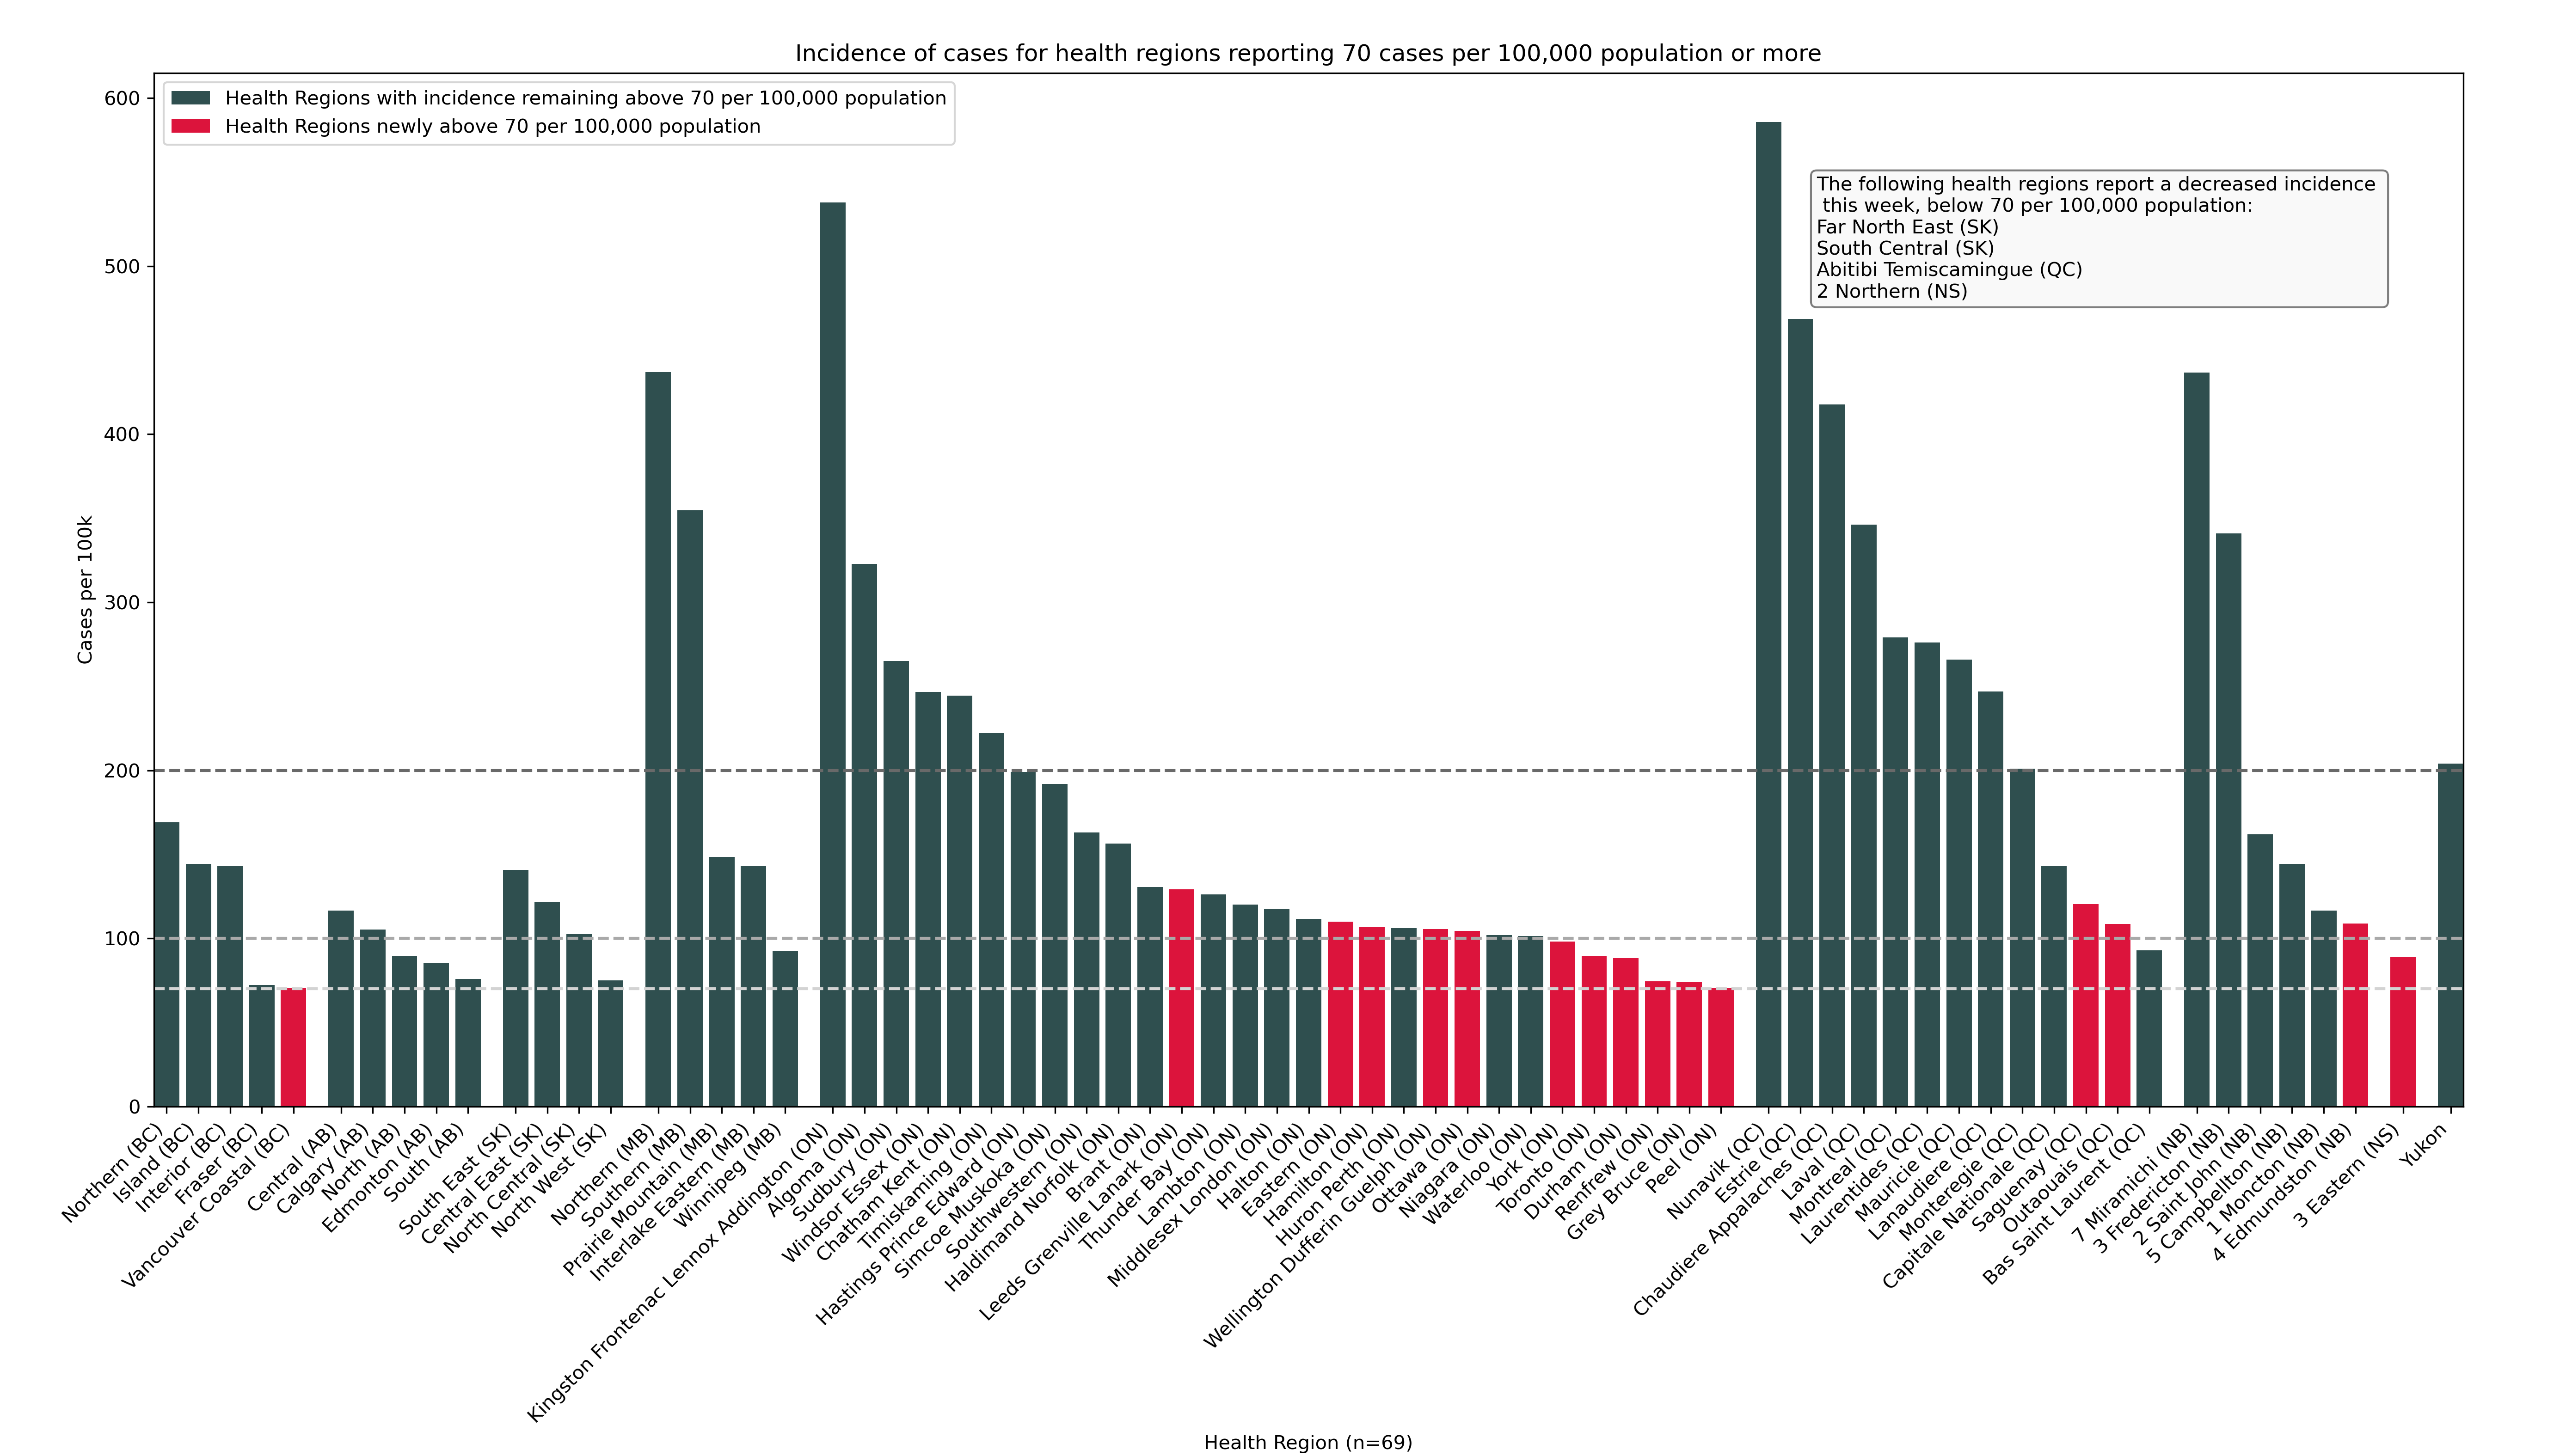 Incidence of cases for health regions reporting 70 cases per 100,000 population or more
Health Regions with incidence remaining above 70 per 100,000 population
Health Regions newly above 70 per 100,000 population
The following health regions report a decreased incidence
this week, below 70 per 100,000 population:
Far North East (SK)
South Central (SK)
Abitibi Temiscamingue (QC)
2 Northern (NS)
Cases per 100k
600
500
400
300
200
100
0
Northern (BC)
Island (BC)
Interior (BC)
Fraser (BC)
Vancouver Coastal (BC)
Central (AB)
Calgary (AB)
North (AB)
Edmonton (AB)
South (AB)
South East (SK)
Central East (SK)
North Central (SK)
North West (SK)
Northern (MB)
Southern (MB)
Prairie Mountain (MB)
Interlake Eastern (MB)
Winnipeg (MB)
Kingston Frontenac Lennox Addington (ON)
Algoma (ON)
Sudbury (ON)
Windsor Essex (ON)
Chatham Kent (ON)
Timiskaming (ON)
Hastings Prince Edward (ON)
Simcoe Muskoka (ON)
Southwestern (ON)
Haldimand Norfolk (ON)
Brant (ON)
Leeds Grenville Lanark (ON)
Thunder Bay (ON)
Lambton (ON)
Middlesex London (ON)
Halton (ON)
Eastern (ON)
Hamilton (ON)
Huron Perth (ON)
Wellington Dufferin Guelph (ON)
Ottawa (ON)
Niagara (ON)
Waterloo (ON)
York (ON)
Toronto (ON)
Durham (ON)
Renfrew (ON)
Grey Bruce (ON)
Peel (ON)
Nunavik (QC)
Estrie (QC)
Chaudiere Appalaches (QC)
Laval (QC)
Montreal (QC)
Laurentides (QC)
Mauricie (QC)
Lanaudiere (QC)
Monteregie (QC)
Capitale Nationale (QC)
Saguenay (QC)
Outaouais (QC)
Bas Saint Laurent (QC)
7 Miramichi (NB)
3 Fredericton (NB)
2 Saint John (NB)
5 Campbellton (NB)
1 Moncton (NB)
4 Edmundston (NB)
3 Eastern (NS)
Yukon
Health Region (n=69)